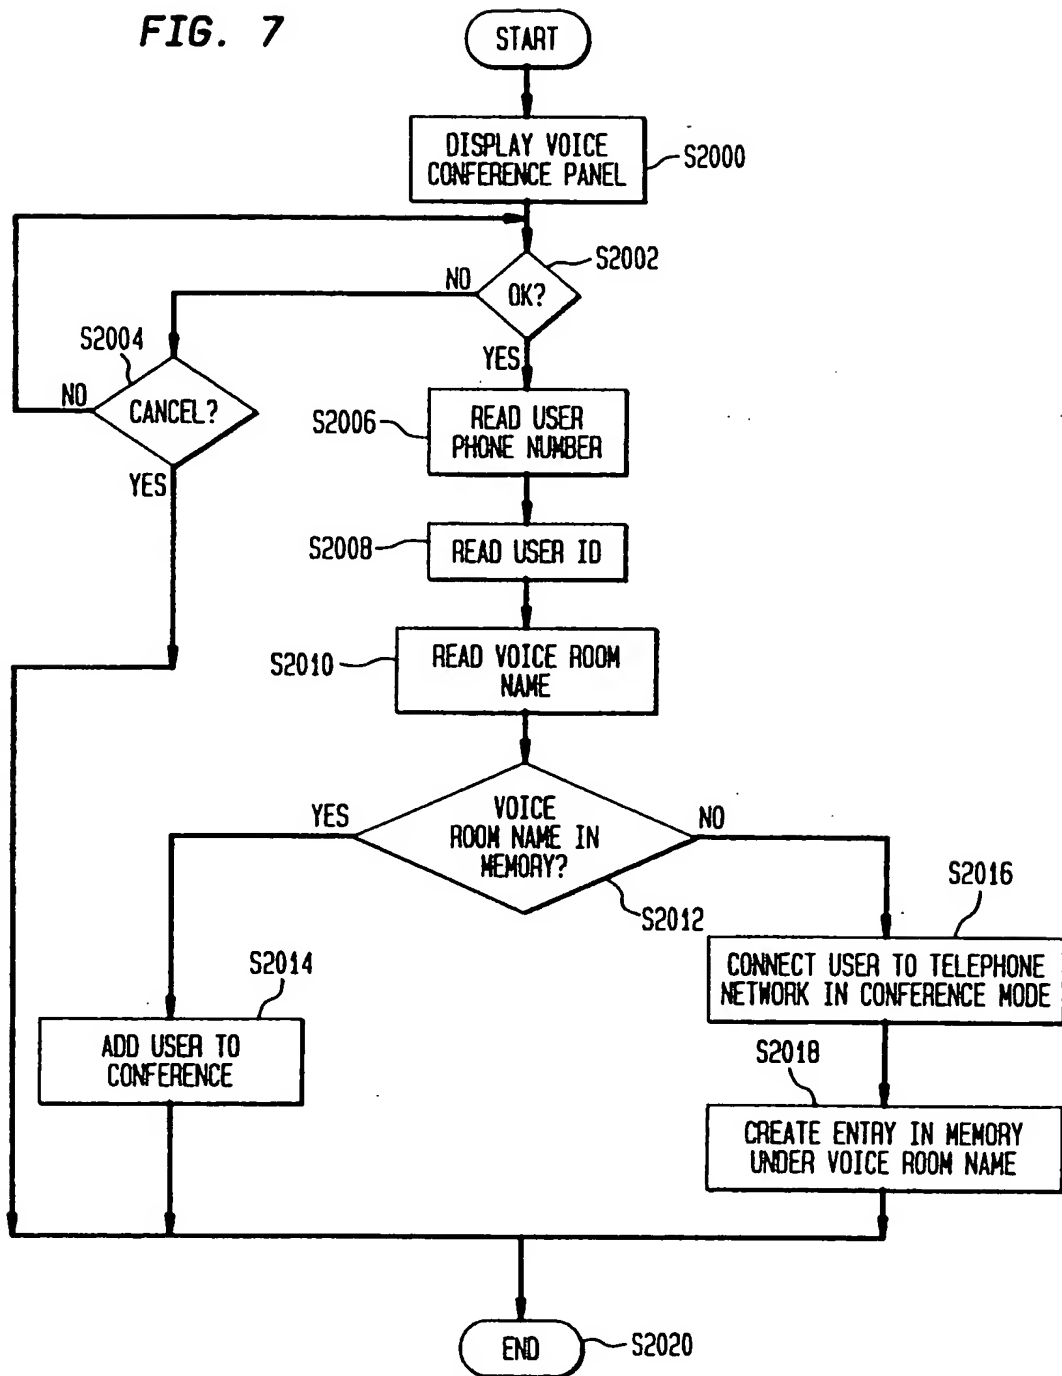 FIG. 7
START
DISPLAY VOICE
CONFERENCE PANEL
S2000
S2002
NO
OK?
S2004
YES
NO
CANCEL?
S2006
READ USER
PHONE NUMBER
YES
S2008
READ USER ID
S2010
READ VOICE ROOM
NAME
YES
VOICE
ROOM NAME IN
MEMORY?
NO
S2012
S2016
S2014
CONNECT USER TO TELEPHONE
NETWORK IN CONFERENCE MODE
ADD USER TO
CONFERENCE
S2018
CREATE ENTRY IN MEMORY
UNDER VOICE ROOM NAME
END
S2020